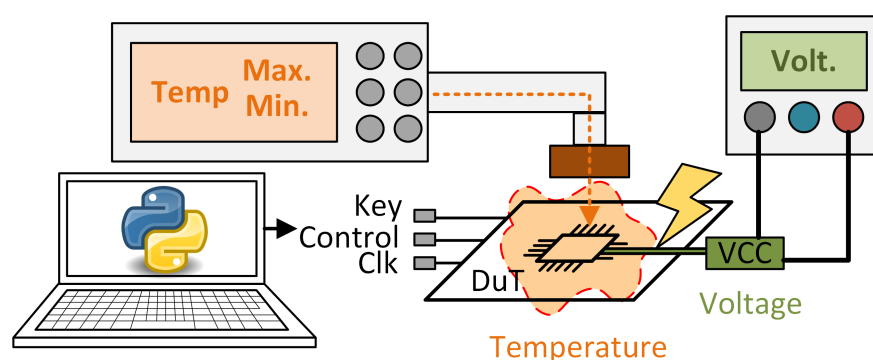 Temp
Max.
Min.
Volt.
Key
Control
Clk
DuT
VCC
Voltage
Temperature